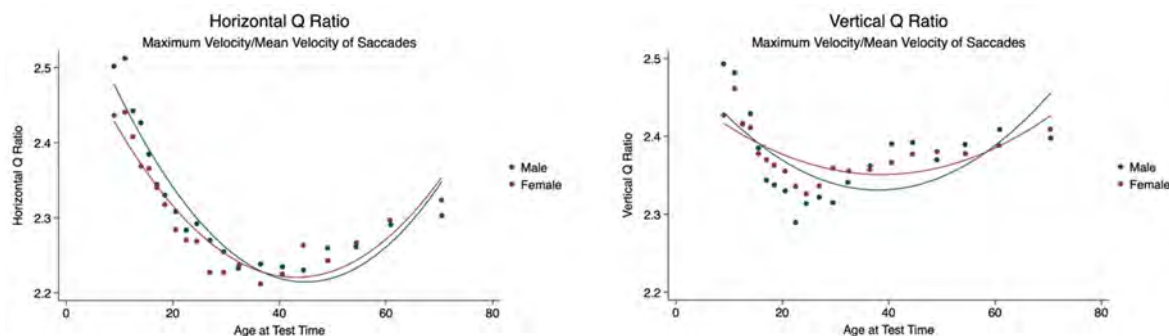 Horizontal Q Ratio
Maximum Velocity/Mean Velocity of Saccades
Horizontal Q Ratio
2.5
2.4
2.3
2.2
0
20
40
60
80
Age at Test Time
Male
Female
Vertical Q Ratio
Maximum Velocity/Mean Velocity of Saccades
Vertical Q Ratio
2.5
2.4
2.3
2.2
0
20
40
60
80
Age at Test Time
Male
Female